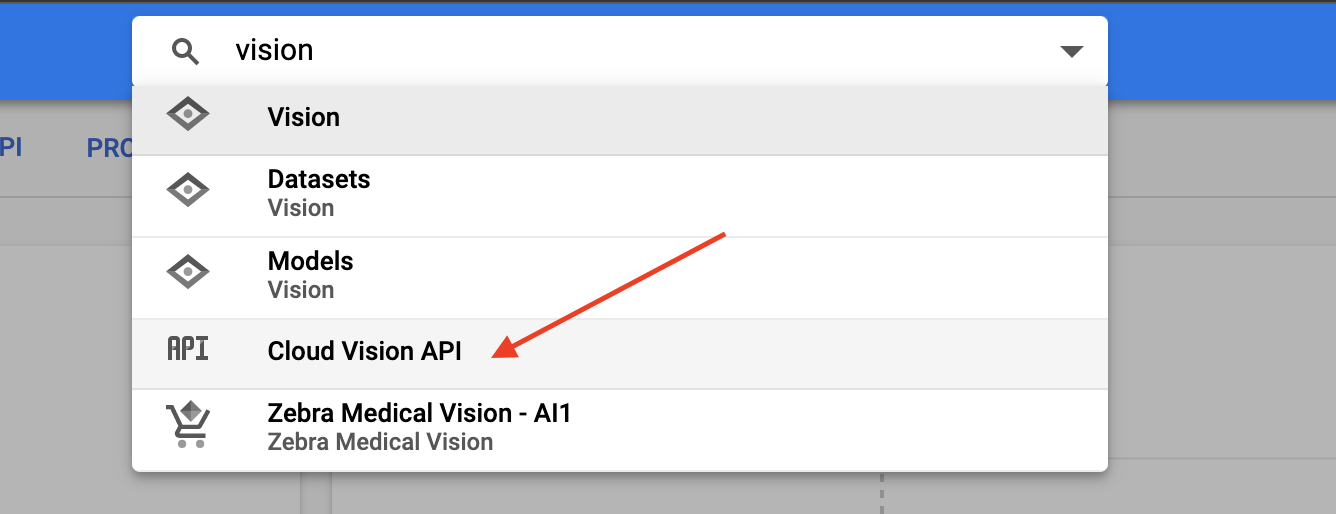 vision
Vision
PI PRO
Datasets
Vision
Models
Vision
API Cloud Vision API
Zebra Medical Vision - AI1
Zebra Medical Vision